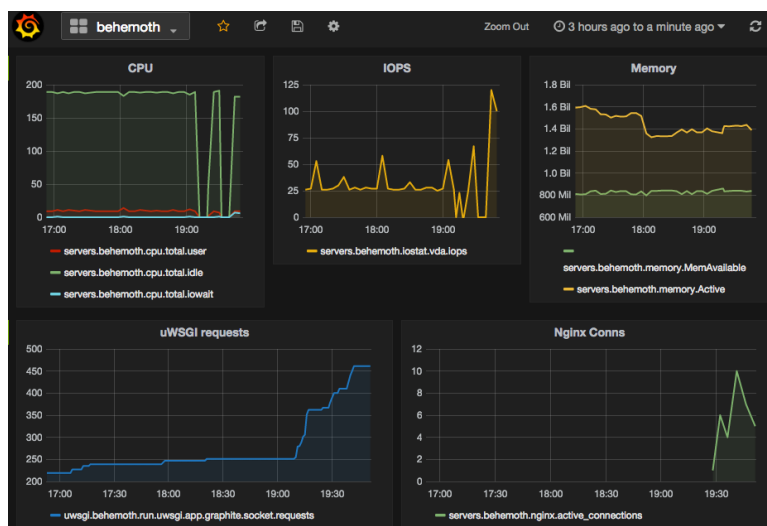 behemoth
Zoom Out
3 hours ago to a minute ago
CPU
200
150
100
50
0
17:00 18:00 19:00
servers.behemoth.cpu.total.user
servers.behemoth.cpu.total.idle
servers.behemoth.cpu.total.iowait
IOPS
125
100
75
50
25
0
17:00 18:00 19:00
servers.behemoth.iostat.vda.iops
Memory
1.8 Bil
1.6 Bil
1.4 Bil
1.2 Bil
1.0 Bil
800 Mil
600 Mil
17:00 18:00 19:00
servers.behemoth.memory.MemAvailable
servers.behemoth.memory.Active
uWSGI requests
500
450
400
350
300
250
200
17:00 17:30 18:00 18:30 19:00 19:30
uwsgi.behemoth.run.uwsgi.app.graphite.socket.requests
Nginx Conns
12
10
8
6
4
2
0
17:00 17:30 18:00 18:30 19:00 19:30
servers.behemoth.nginx.active_connections